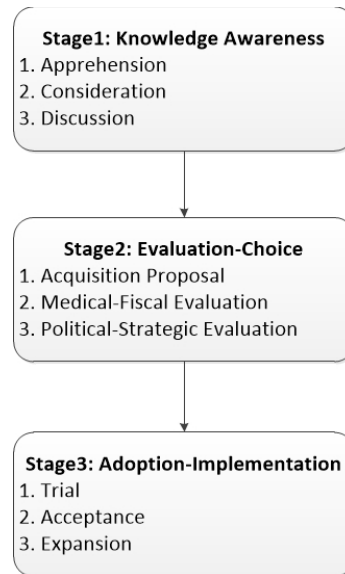 Stage1: Knowledge Awareness
1. Apprehension
2. Consideration
3. Discussion
Stage2: Evaluation-Choice
1. Acquisition Proposal
2. Medical-Fiscal Evaluation
3. Political-Strategic Evaluation
Stage3: Adoption-Implementation
1. Trial
2. Acceptance
3. Expansion